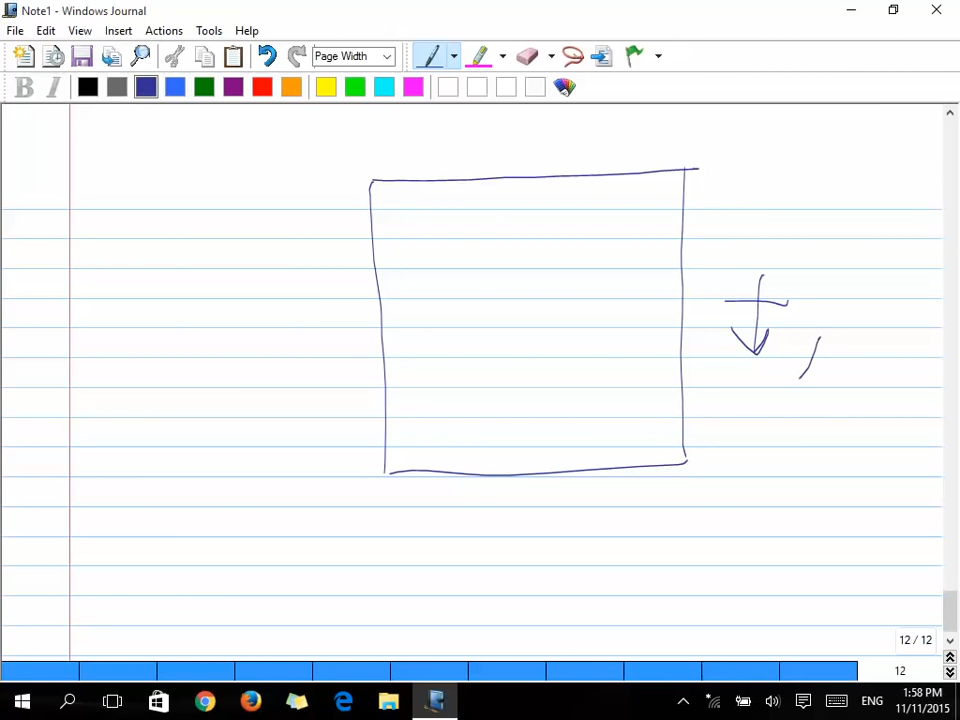 Note1 - Windows Journal
File Edit View Insert Actions Tools Help
Page Width
B I
12 / 12
12
ENG
1:58 PM
11/11/2015